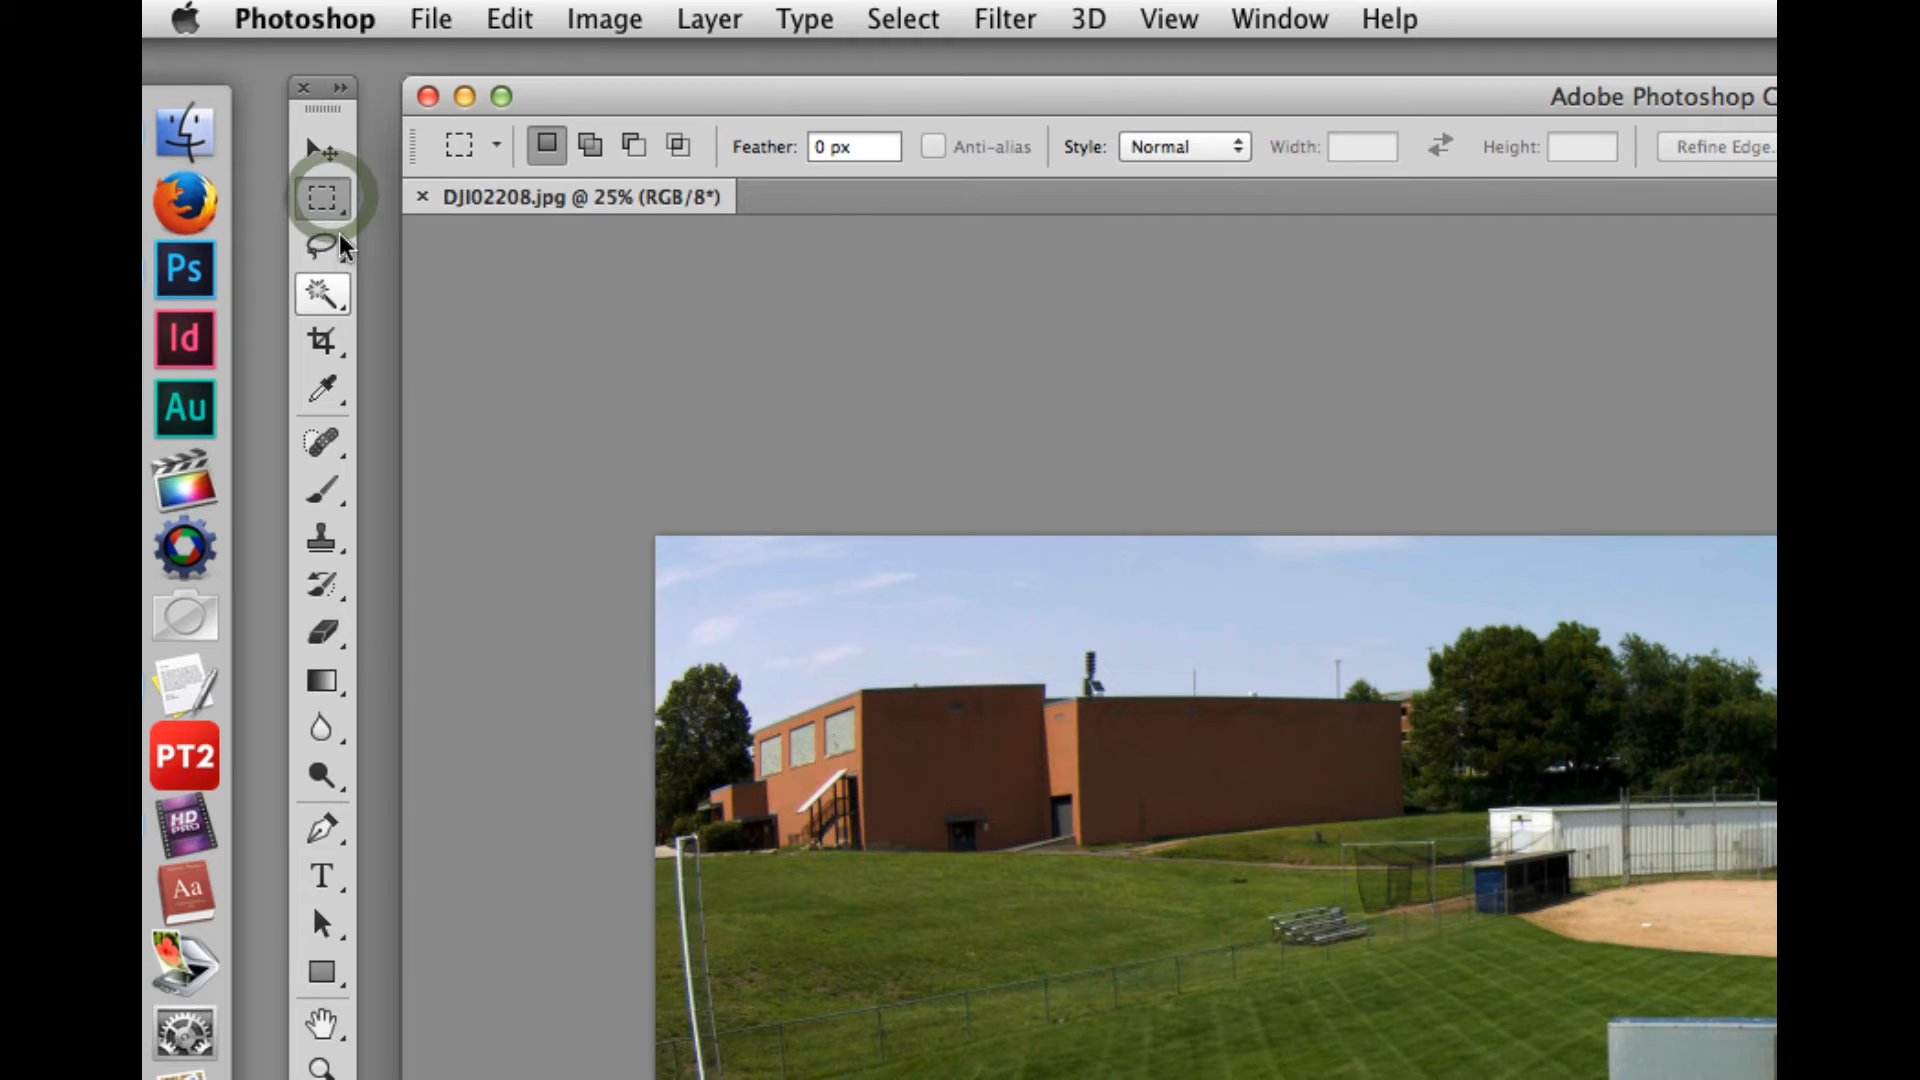 Photoshop File Edit Image Layer Type Select Filter 3D View Window Help
Adobe Photoshop C
Feather: 0 px Anti-alias Style: Normal Width: Height: Refine Edge.
× DJI02208.jpg @ 25% (RGB/8*)
Ps
Id
Au
PT2
HD
PRO
Aa
T